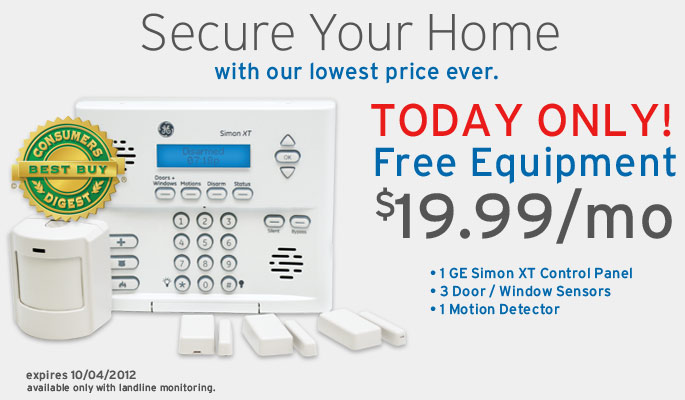 Secure Your Home
with our lowest price ever.
TODAY ONLY!
Free Equipment
$19.99/mo
• 1 GE Simon XT Control Panel
• 3 Door / Window Sensors
• 1 Motion Detector
CONSUMERS
BEST BUY
DIGEST
GE
Simon XT
Disarmed
OK
Doors + Windows Motions Disarm Status
1 2 3
4 5 6
7 8 9
0 #
Silent Bypass
expires 10/04/2012
available only with landline monitoring.